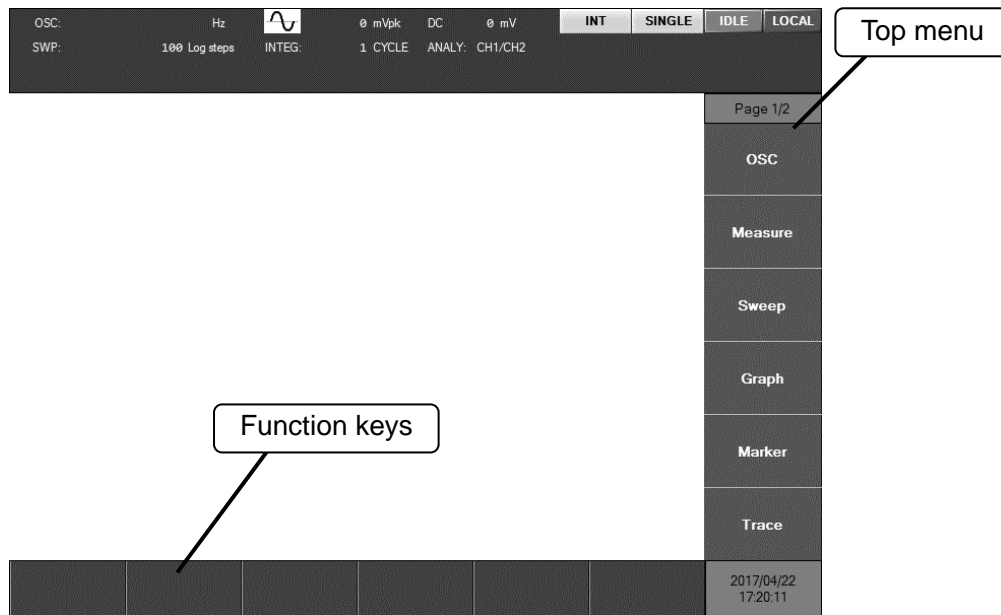 OSC: Hz 0 mVpk DC 0 mV INT SINGLE IDLE LOCAL
SWP: 100 Log steps INTEG: 1 CYCLE ANALY: CH1/CH2
Top menu
Page 1/2
OSC
Measure
Sweep
Graph
Marker
Trace
Function keys
2017/04/22
17:20:11